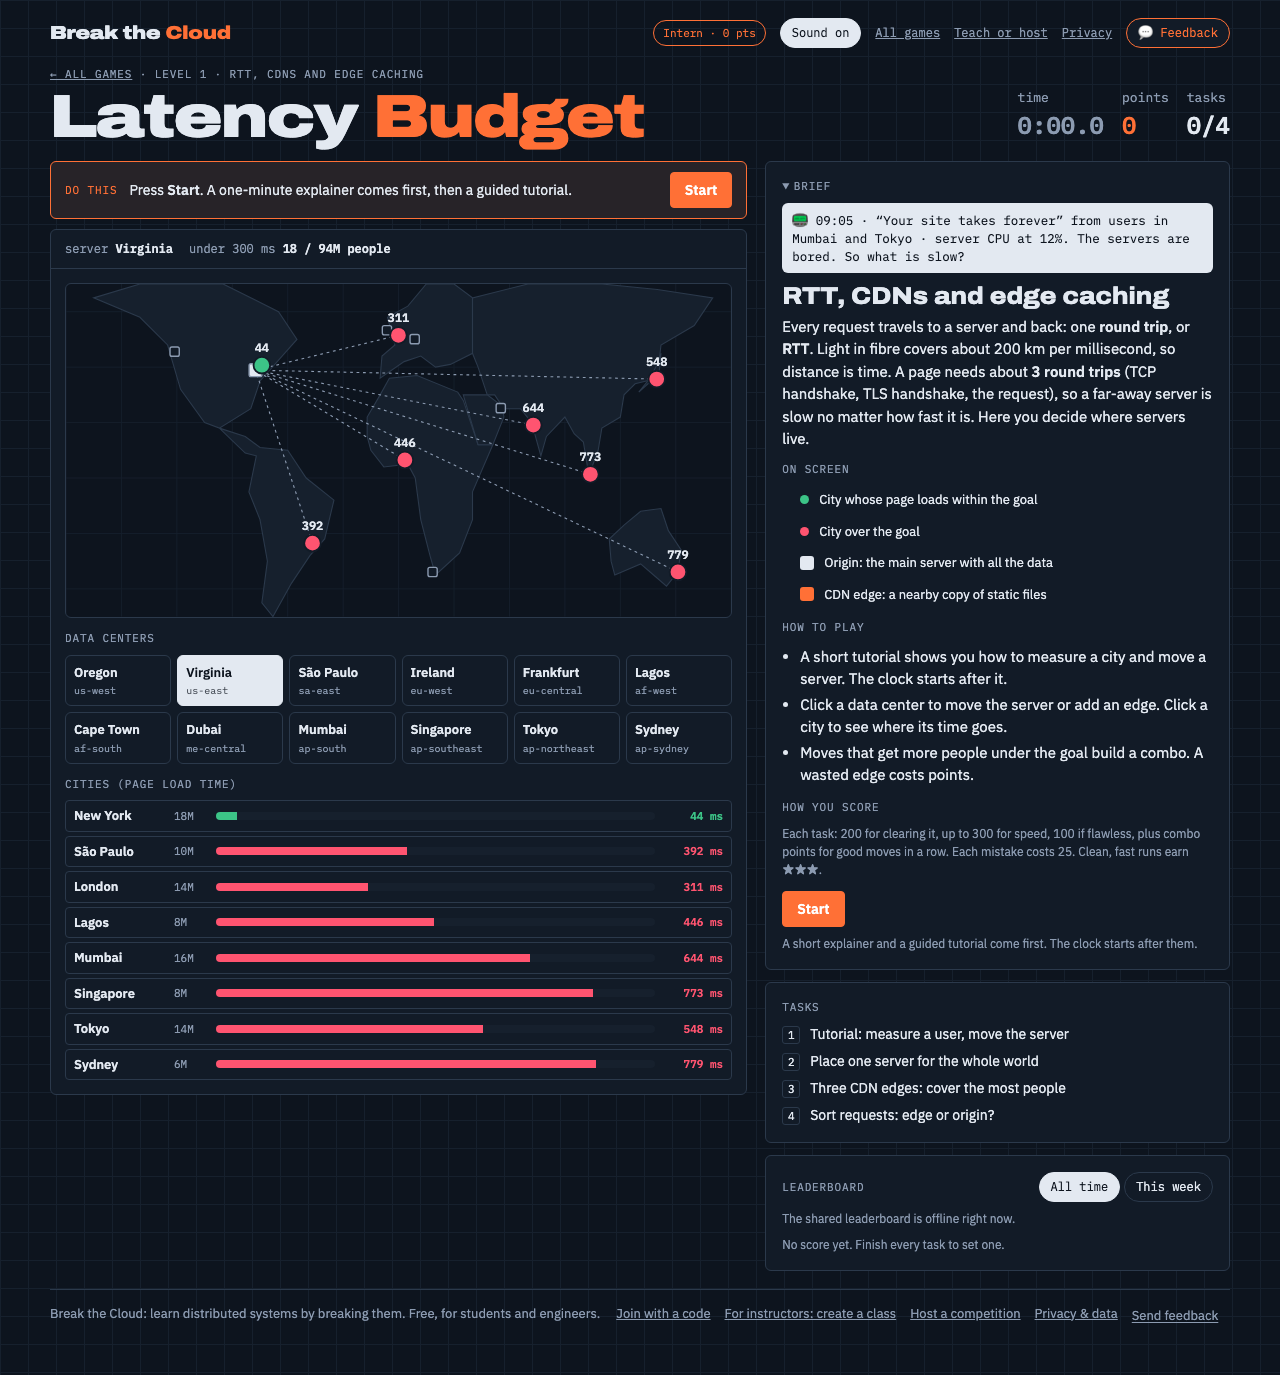 Break the Cloud
Intern · 0 pts
Sound on
All games
Teach or host
Privacy
💬 Feedback
← ALL GAMES · LEVEL 1 · RTT, CDNS AND EDGE CACHING
Latency Budget
time
0:00.0
points
0
tasks
0/4
DO THIS Press Start. A one-minute explainer comes first, then a guided tutorial.
Start
server Virginia under 300 ms 18 / 94M people
311
44
548
644
446
773
392
779
DATA CENTERS
Oregon
us-west
Virginia
us-east
São Paulo
sa-east
Ireland
eu-west
Frankfurt
eu-central
Lagos
af-west
Cape Town
af-south
Dubai
me-central
Mumbai
ap-south
Singapore
ap-southeast
Tokyo
ap-northeast
Sydney
ap-sydney
CITIES (PAGE LOAD TIME)
New York 18M 44 ms
São Paulo 10M 392 ms
London 14M 311 ms
Lagos 8M 446 ms
Mumbai 16M 644 ms
Singapore 8M 773 ms
Tokyo 14M 548 ms
Sydney 6M 779 ms
▼ BRIEF
09:05 · “Your site takes forever” from users in
Mumbai and Tokyo · server CPU at 12%. The servers are
bored. So what is slow?
RTT, CDNs and edge caching
Every request travels to a server and back: one round trip, or
RTT. Light in fibre covers about 200 km per millisecond, so
distance is time. A page needs about 3 round trips (TCP
handshake, TLS handshake, the request), so a far-away server is
slow no matter how fast it is. Here you decide where servers
live.
ON SCREEN
City whose page loads within the goal
City over the goal
Origin: the main server with all the data
CDN edge: a nearby copy of static files
HOW TO PLAY
• A short tutorial shows you how to measure a city and move a
server. The clock starts after it.
• Click a data center to move the server or add an edge. Click a
city to see where its time goes.
• Moves that get more people under the goal build a combo. A
wasted edge costs points.
HOW YOU SCORE
Each task: 200 for clearing it, up to 300 for speed, 100 if flawless, plus combo
points for good moves in a row. Each mistake costs 25. Clean, fast runs earn
★★★.
Start
A short explainer and a guided tutorial come first. The clock starts after them.
TASKS
1 Tutorial: measure a user, move the server
2 Place one server for the whole world
3 Three CDN edges: cover the most people
4 Sort requests: edge or origin?
LEADERBOARD
All time
This week
The shared leaderboard is offline right now.
No score yet. Finish every task to set one.
Break the Cloud: learn distributed systems by breaking them. Free, for students and engineers.
Join with a code
For instructors: create a class
Host a competition
Privacy & data
Send feedback